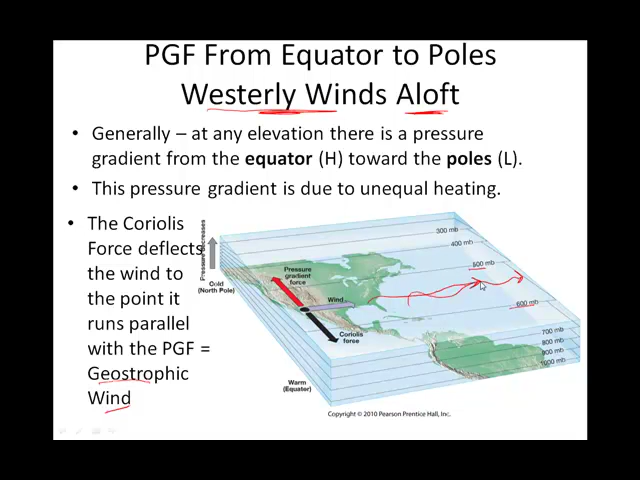 PGF From Equator to Poles
Westerly Winds Aloft
• Generally – at any elevation there is a pressure
gradient from the equator (H) toward the poles (L).
• This pressure gradient is due to unequal heating.
• The Coriolis
Force deflects
the wind to
the point it
runs parallel
with the PGF =
Geostrophic
Wind
Pressure decreases
Cold
(North Pole)
Pressure
gradient
force
Wind
Coriolis
force
Warm
(Equator)
300 mb
400 mb
500 mb
600 mb
700 mb
800 mb
900 mb
1000 mb
Copyright © 2010 Pearson Prentice Hall, Inc.